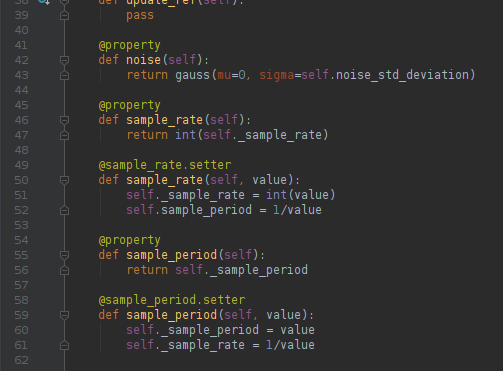 38 def update_ref(self):
39 pass
40
41 @property
42 def noise(self):
43 return gauss(mu=0, sigma=self.noise_std_deviation)
44
45 @property
46 def sample_rate(self):
47 return int(self._sample_rate)
48
49 @sample_rate.setter
50 def sample_rate(self, value):
51 self._sample_rate = int(value)
52 self.sample_period = 1/value
53
54 @property
55 def sample_period(self):
56 return self._sample_period
57
58 @sample_period.setter
59 def sample_period(self, value):
60 self._sample_period = value
61 self._sample_rate = 1/value
62